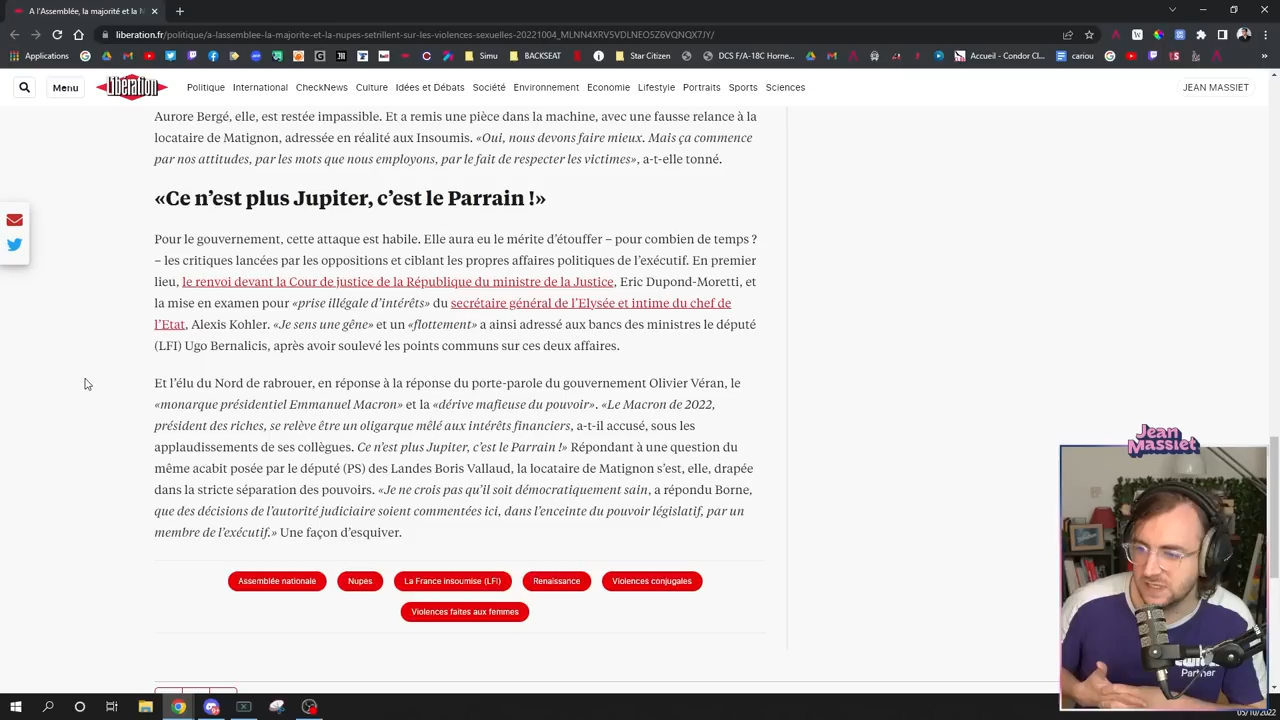 A l'Assemblée, la majorité et la N
liberation.fr/politique/a-lassemblee-la-majorite-et-la-nupes-setrillent-sur-les-violences-sexuelles-20221004_MLNN4XRV5VDLNEO5Z6VQNQX7JY/
Applications
Simu
BACKSEAT
Star Citizen
DCS F/A-18C Horne...
Accueil - Condor Cl...
cariou
Menu
Libération
Politique International CheckNews Culture Idées et Débats Société Environnement Economie Lifestyle Portraits Sports Sciences
JEAN MASSIET
Aurore Bergé, elle, est restée impassible. Et a remis une pièce dans la machine, avec une fausse relance à la
locataire de Matignon, adressée en réalité aux Insoumis. «Oui, nous devons faire mieux. Mais ça commence
par nos attitudes, par les mots que nous employons, par le fait de respecter les victimes», a-t-elle tonné.
«Ce n'est plus Jupiter, c'est le Parrain !»
Pour le gouvernement, cette attaque est habile. Elle aura eu le mérite d'étouffer – pour combien de temps ?
– les critiques lancées par les oppositions et ciblant les propres affaires politiques de l'exécutif. En premier
lieu, le renvoi devant la Cour de justice de la République du ministre de la Justice, Eric Dupond-Moretti, et
la mise en examen pour «prise illégale d'intérêts» du secrétaire général de l'Elysée et intime du chef de
l'Etat, Alexis Kohler. «Je sens une gêne» et un «flottement» a ainsi adressé aux bancs des ministres le député
(LFI) Ugo Bernalicis, après avoir soulevé les points communs sur ces deux affaires.
Et l'élu du Nord de rabrouer, en réponse à la réponse du porte-parole du gouvernement Olivier Véran, le
«monarque présidentiel Emmanuel Macron» et la «dérive mafieuse du pouvoir». «Le Macron de 2022,
président des riches, se relève être un oligarque mêlé aux intérêts financiers, a-t-il accusé, sous les
applaudissements de ses collègues. Ce n'est plus Jupiter, c'est le Parrain !» Répondant à une question du
même acabit posée par le député (PS) des Landes Boris Vallaud, la locataire de Matignon s'est, elle, drapée
dans la stricte séparation des pouvoirs. «Je ne crois pas qu'il soit démocratiquement sain, a répondu Borne,
que des décisions de l'autorité judiciaire soient commentées ici, dans l'enceinte du pouvoir législatif, par un
membre de l'exécutif.» Une façon d'esquiver.
Assemblée nationale
Nupes
La France insoumise (LFI)
Renaissance
Violences conjugales
Violences faites aux femmes
Jean
Massiet
Partner
05/10/2022